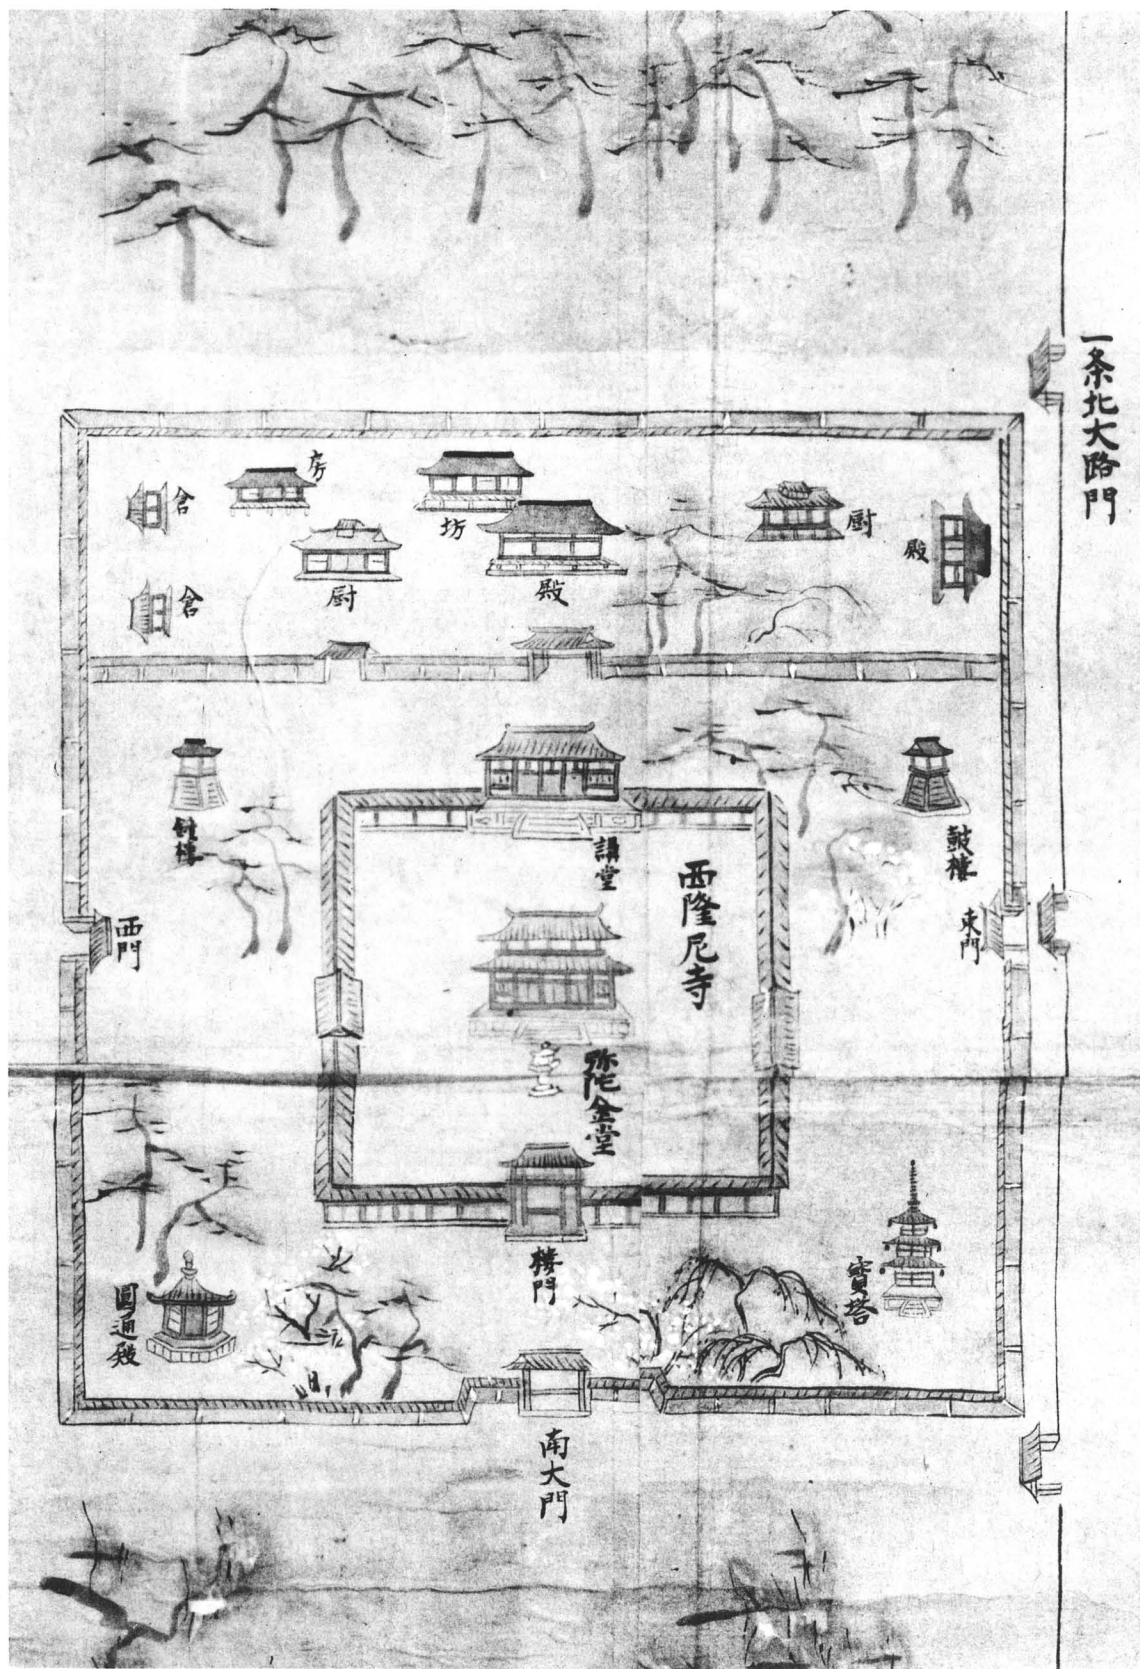 一条北大路門
房
倉
坊
厨
殿
殿
厨
倉
鐘樓
鼓樓
講堂
西隆尼寺
西門
東門
弥陀金堂
樓門
寳塔
圓通殿
南大門